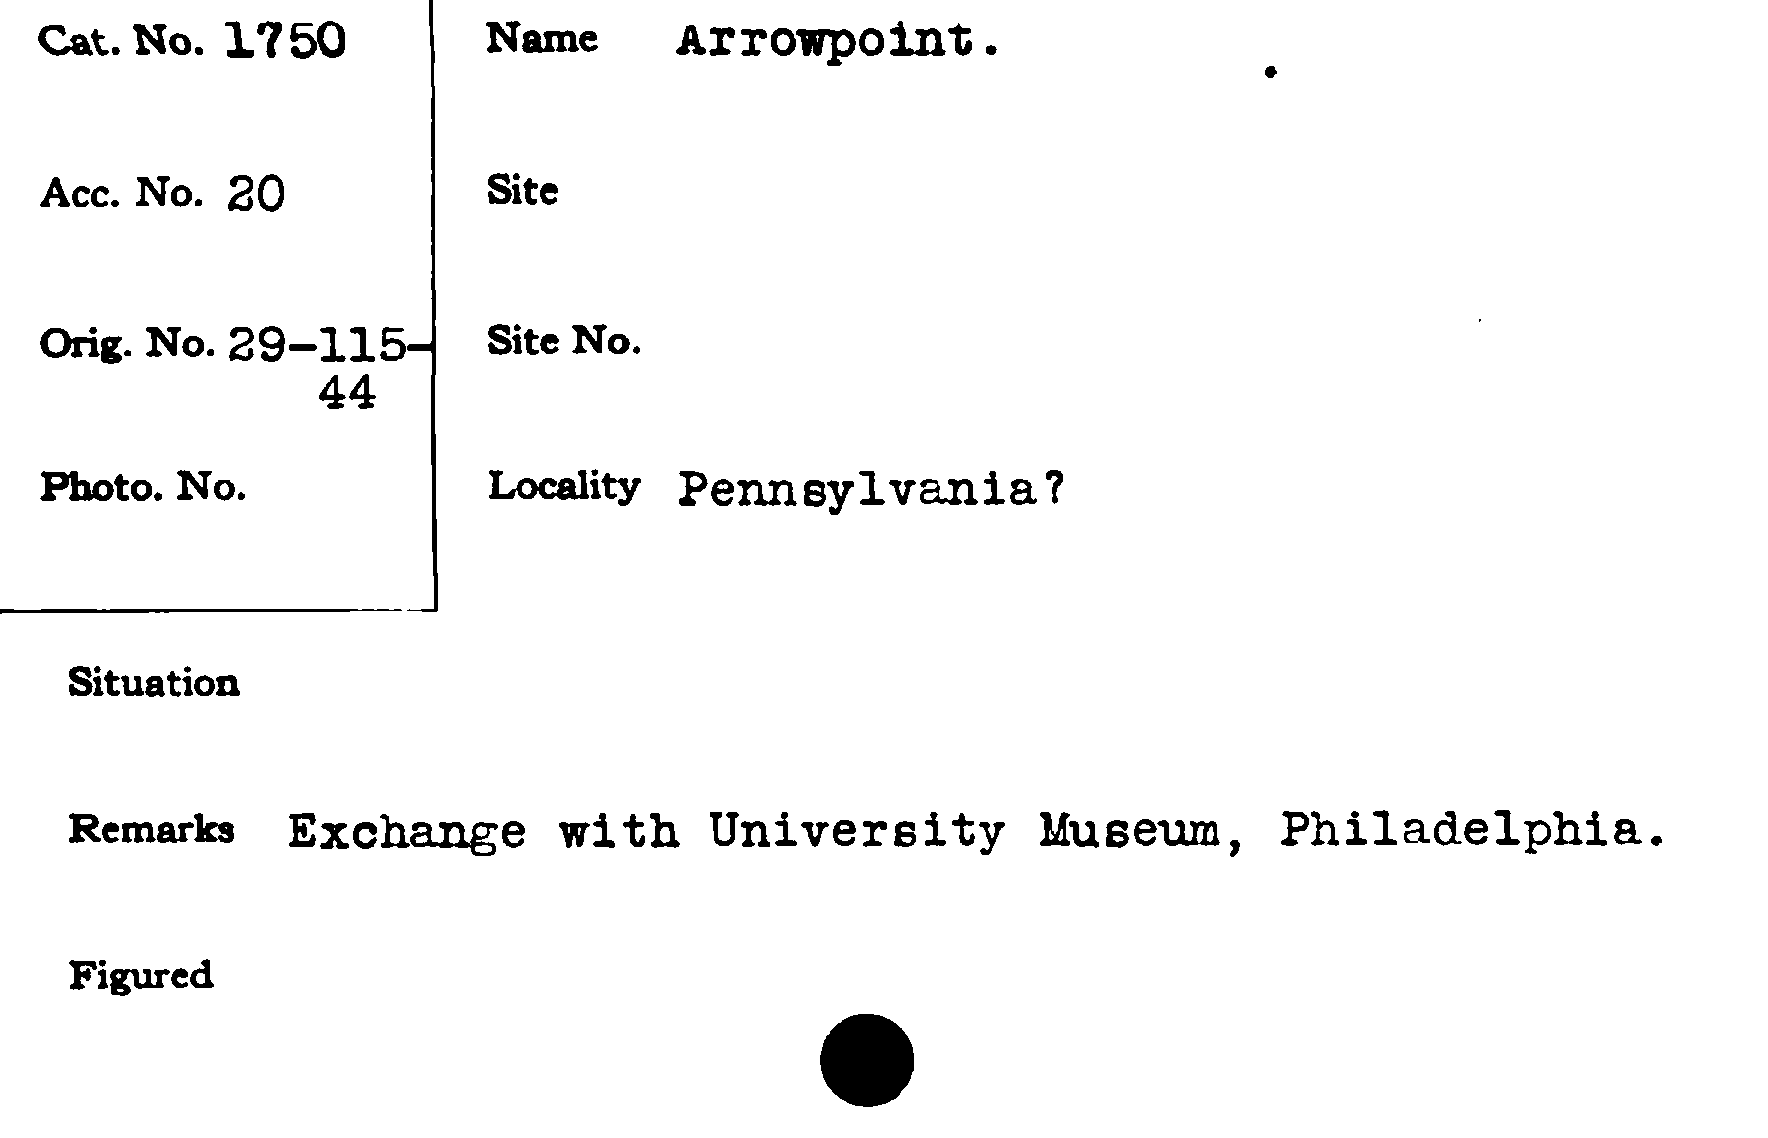 Cat. No. 1750
Acc. No. 20
Orig. No. 29-115-
44
Photo. No.
Name Arrowpoint.
Site
Site No.
Locality Pennsylvania?
Situation
Remarks Exchange with University Museum, Philadelphia.
Figured